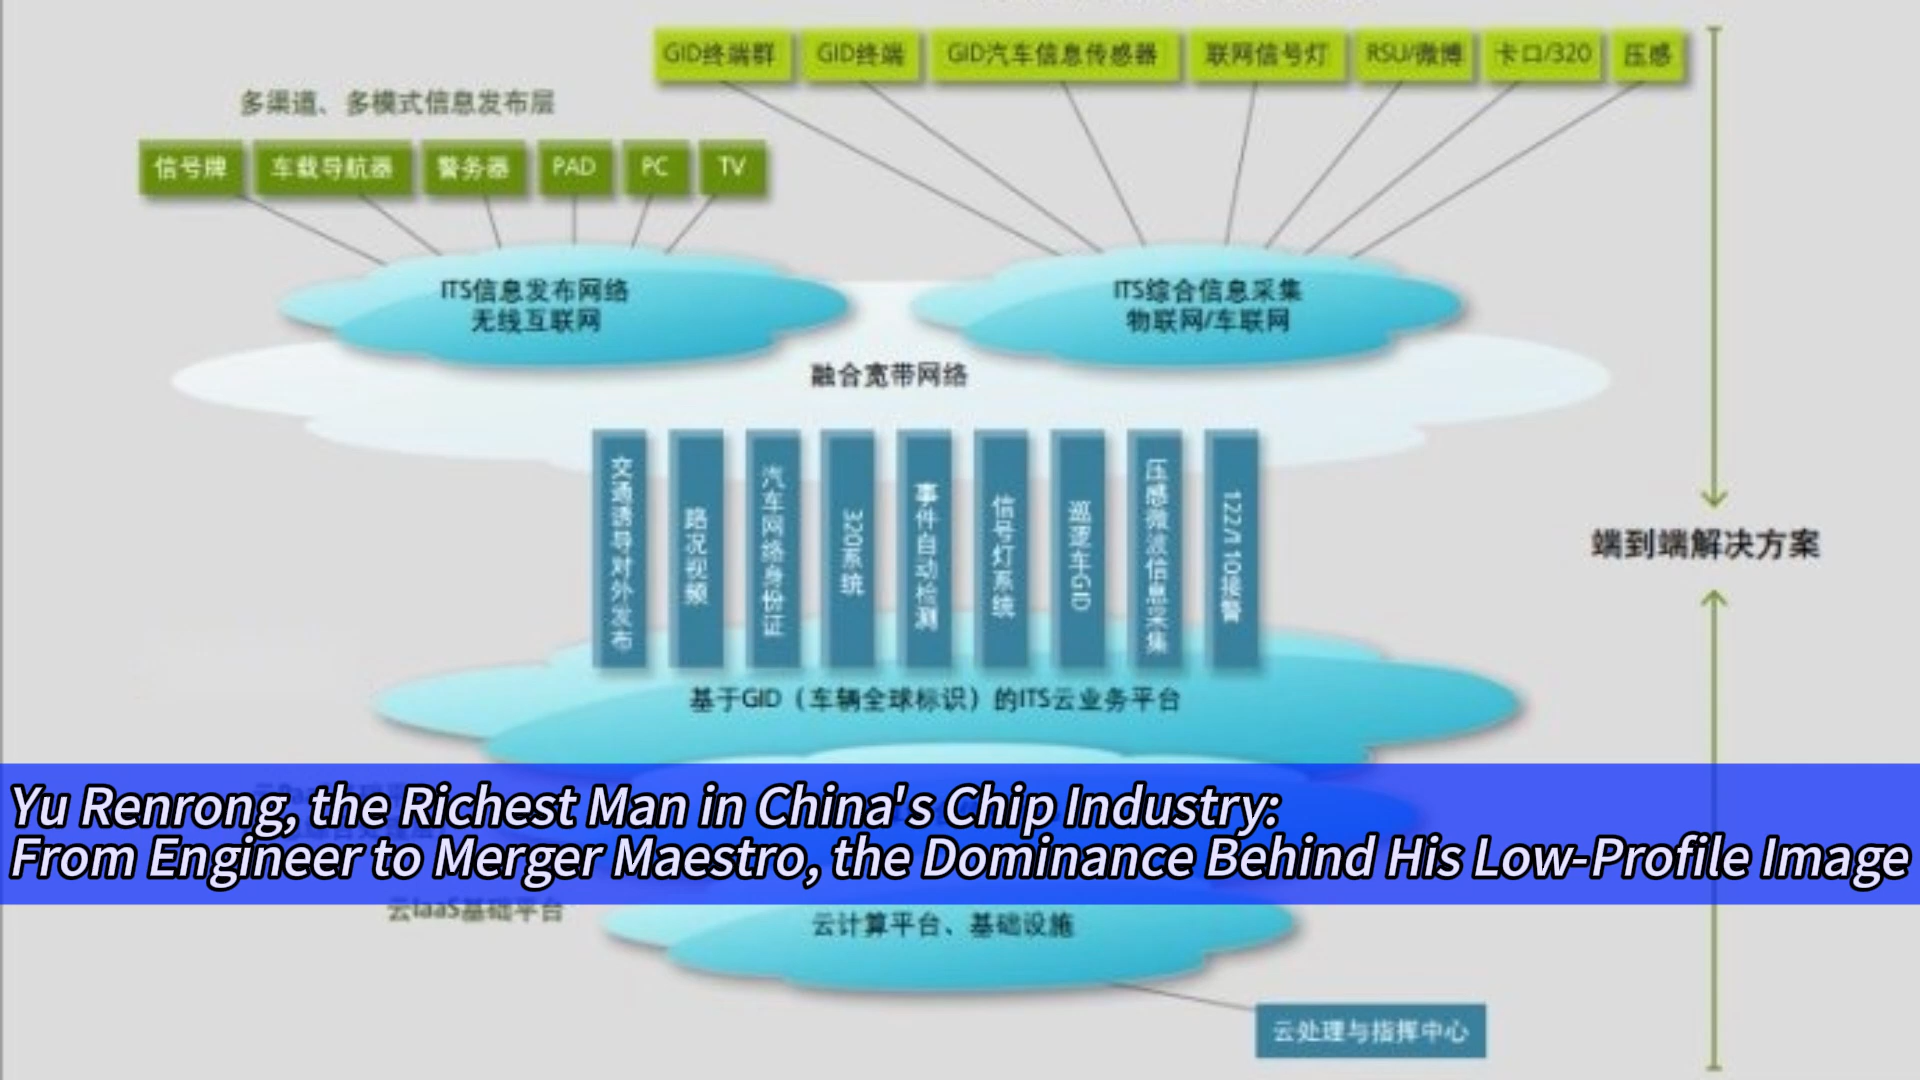 GID终端群 GID终端 GID汽车信息传感器 联网信号灯 RSU/微博 卡口/320 压感
多渠道、多模式信息发布层
信号牌 车载导航器 警务器 PAD PC TV
ITS信息发布网络
无线互联网
ITS综合信息采集
物联网/车联网
融合宽带网络
交通诱导对外发布
路况视频
汽车网络身份证
320系统
事件自动检测
信号灯系统
巡逻车GID
压感微波信息采集
122/110接警
端到端解决方案
基于GID（车辆全球标识）的ITS云业务平台
Yu Renrong, the Richest Man in China's Chip Industry:
From Engineer to Merger Maestro, the Dominance Behind His Low-Profile Image
云IaaS基础平台
云计算平台、基础设施
云处理与指挥中心